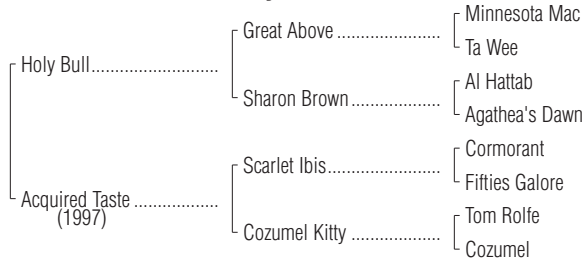 Minnesota Mac
Great Above ....................
Ta Wee
Holy Bull.........................
Al Hattab
Sharon Brown.................
Agathea's Dawn
Cormorant
Scarlet Ibis......................
Fifties Galore
Acquired Taste ................
(1997)
Tom Rolfe
Cozumel Kitty .................
Cozumel